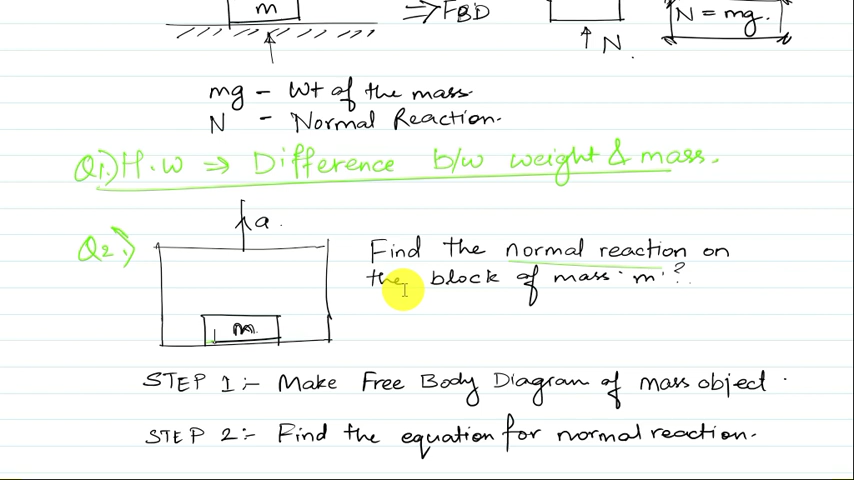 m ⇒ FBD N = mg.
↑ N.
mg - Wt of the mass.
N - Normal Reaction.
Q1.) H.W ⇒ Difference b/w weight & mass.
a.
Q2.) Find the normal reaction on
the block of mass 'm'?
m
STEP 1:- Make Free Body Diagram of mass object.
STEP 2:- Find the equation for normal reaction.